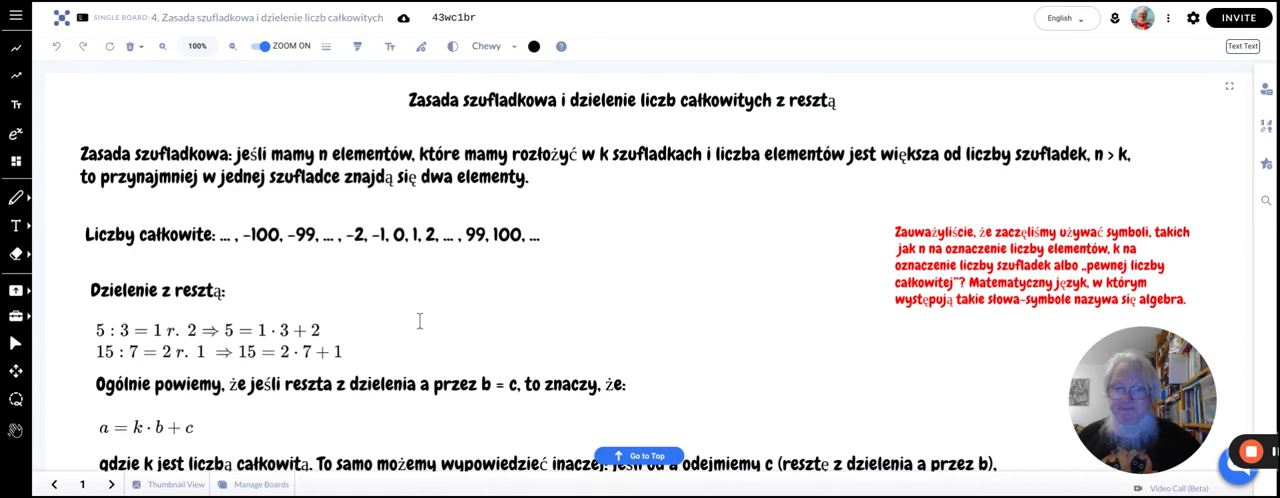 SINGLE BOARD: 4. Zasada szufladkowa i dzielenie liczb całkowitych
43wc1br
English
INVITE
100%
ZOOM ON
Chewy
Text Text
Zasada szufladkowa i dzielenie liczb całkowitych z resztą
Zasada szufladkowa: jeśli mamy n elementów, które mamy rozłożyć w k szufladkach i liczba elementów jest większa od liczby szufladek, n > k,
to przynajmniej w jednej szufladce znajdą się dwa elementy.
Liczby całkowite: ... , -100, -99, ... , -2, -1, 0, 1, 2, ... , 99, 100, ...
Zauważyliście, że zaczęliśmy używać symboli, takich
jak n na oznaczenie liczby elementów, k na
oznaczenie liczby szufladek albo „pewnej liczby
całkowitej”? Matematyczny język, w którym
występują takie słowa-symbole nazywa się algebra.
Dzielenie z resztą:
5 : 3 = 1 r. 2 ⇒ 5 = 1 · 3 + 2
15 : 7 = 2 r. 1 ⇒ 15 = 2 · 7 + 1
Ogólnie powiemy, że jeśli reszta z dzielenia a przez b = c, to znaczy, że:
a = k · b + c
gdzie k jest liczbą całkowitą. To samo możemy wypowiedzieć inaczej: jeśli od a odejmiemy c (resztę z dzielenia a przez b),
Go to Top
1
Thumbnail View
Manage Boards
Video Call (Beta)